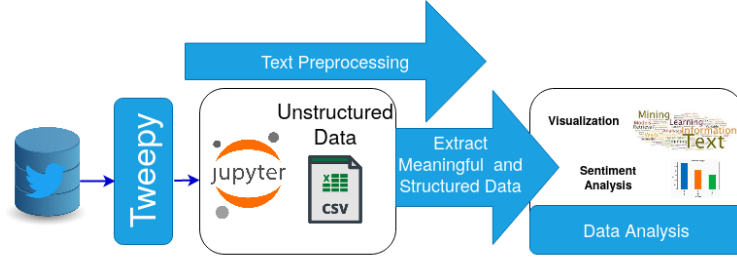 Text Preprocessing
Tweepy
jupyter
Unstructured
Data
CSV
Extract
Meaningful and
Structured Data
Visualization
Mining
Learning
Information
Text
Sentiment
Analysis
Data Analysis